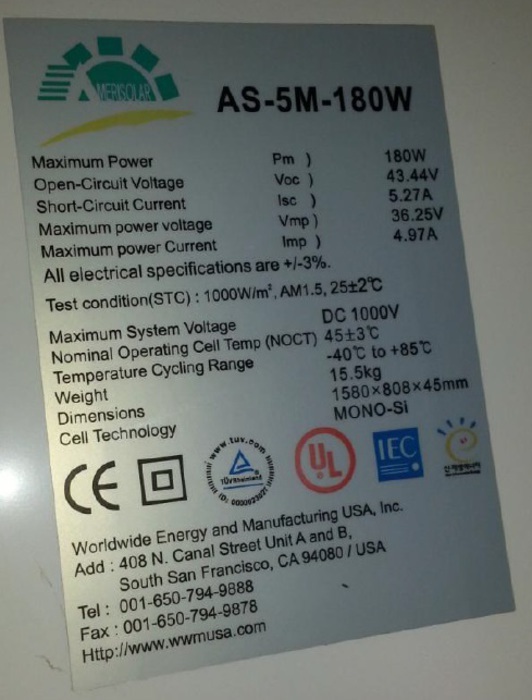 AMERISOLAR
AS-5M-180W
Maximum Power Pm ) 180W
Open-Circuit Voltage Voc ) 43.44V
Short-Circuit Current Isc ) 5.27A
Maximum power voltage Vmp ) 36.25V
Maximum power Current Imp ) 4.97A
All electrical specifications are +/-3%.
Test condition(STC) : 1000W/m², AM1.5, 25±2℃
Maximum System Voltage DC 1000V
Nominal Operating Cell Temp (NOCT) 45±3℃
Temperature Cycling Range -40℃ to +85℃
Weight 15.5kg
Dimensions 1580×808×45mm
Cell Technology MONO-Si
CE
www.tuv.com
TÜVRheinland
UL
IEC
Worldwide Energy and Manufacturing USA, Inc.
Add : 408 N. Canal Street Unit A and B,
South San Francisco, CA 94080 / USA
Tel : 001-650-794-9888
Fax : 001-650-794-9878
Http://www.wwmusa.com